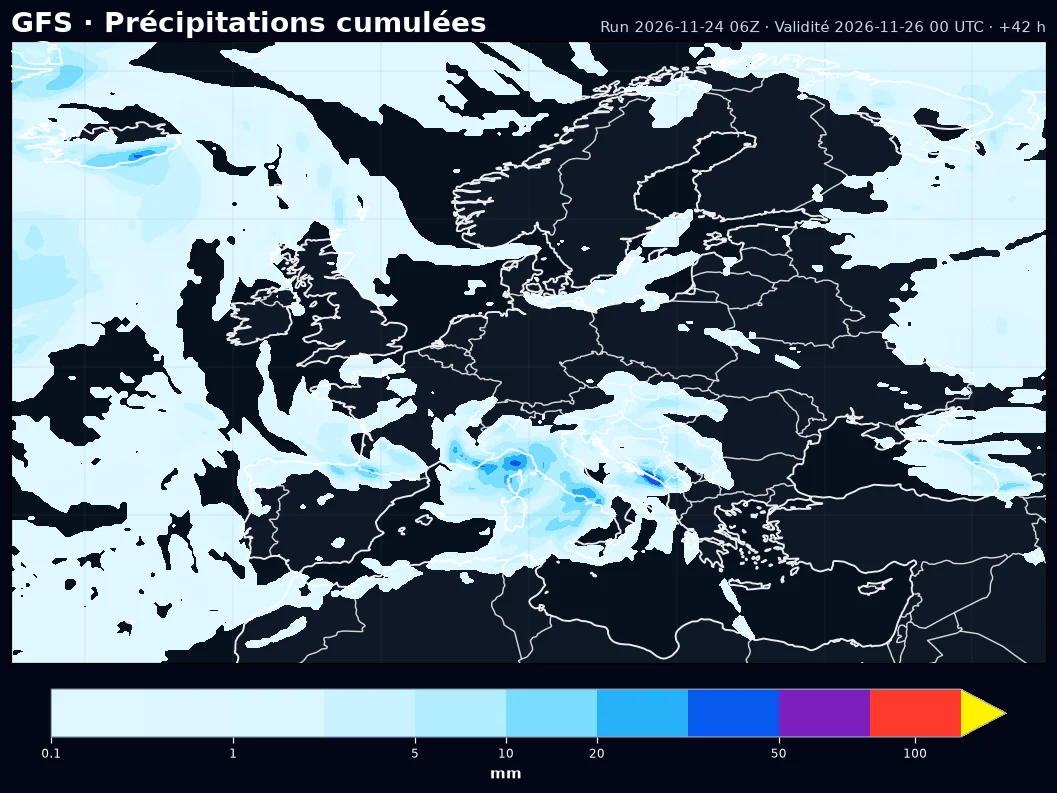 GFS · Précipitations cumulées
Run 2026-11-24 06Z · Validité 2026-11-26 00 UTC · +42 h
0.1 1 5 10 20 50 100
mm